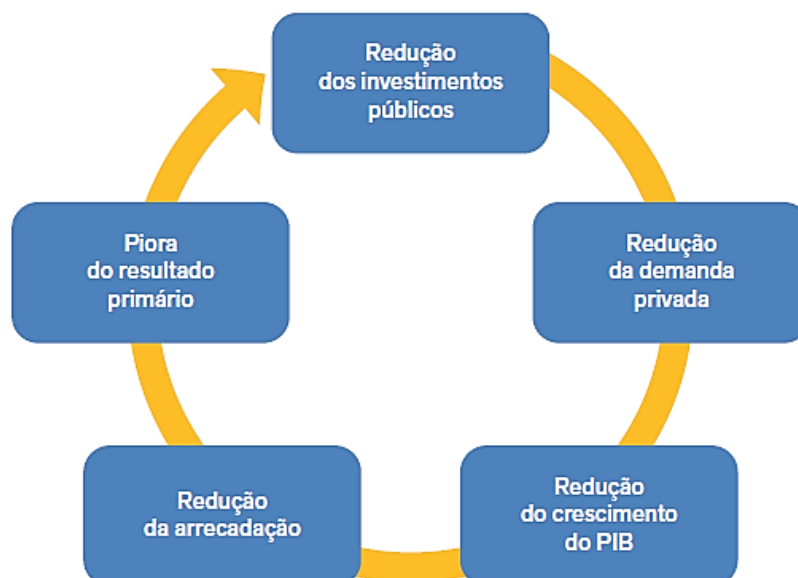 Redução
dos investimentos
públicos
Redução
da demanda
privada
Redução
do crescimento
do PIB
Redução
da arrecadação
Piora
do resultado
primário